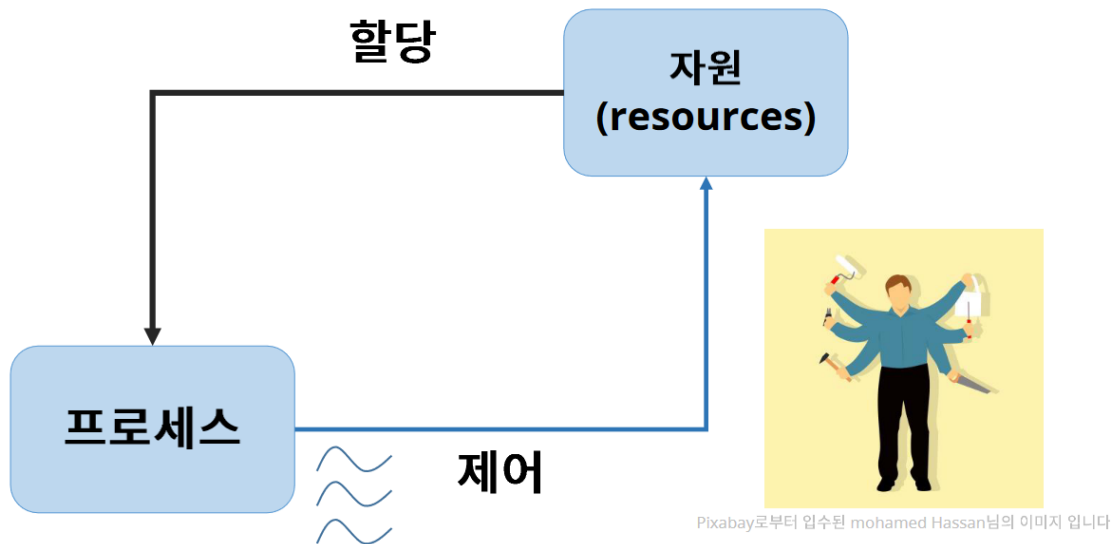 할당
자원
(resources)
프로세스
제어
Pixabay로부터 입수된 mohamed Hassan님의 이미지 입니다